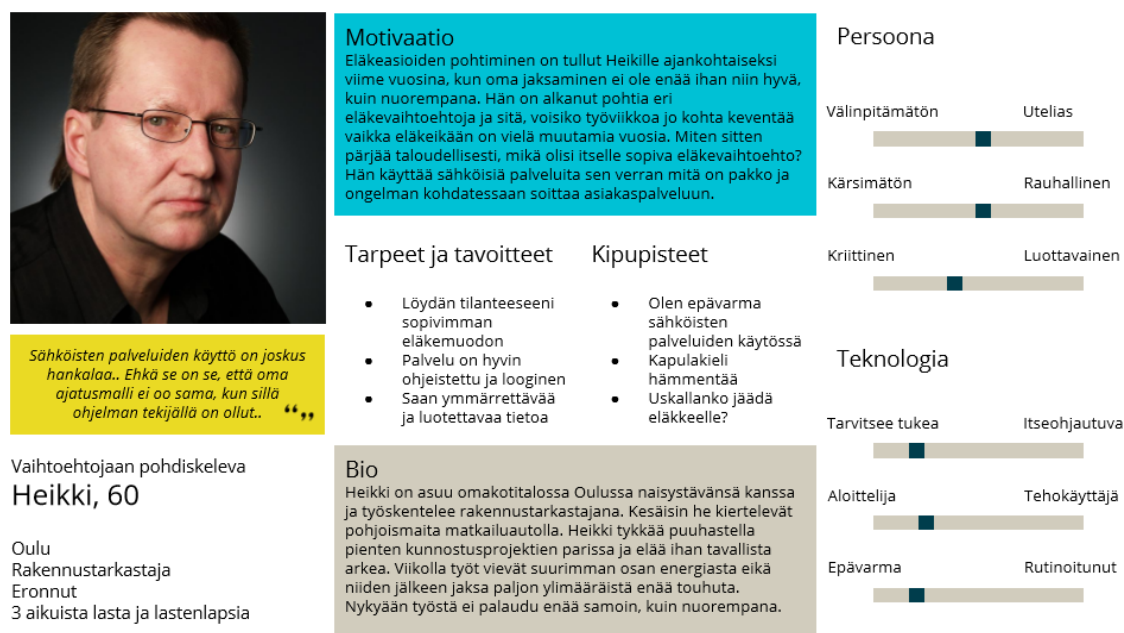 Motivaatio
Eläkeasioiden pohtiminen on tullut Heikille ajankohtaiseksi
viime vuosina, kun oma jaksaminen ei ole enää ihan niin hyvä,
kuin nuorempana. Hän on alkanut pohtia eri
eläkevaihtoehtoja ja sitä, voisiko työviikkoa jo kohta keventää
vaikka eläkeikään on vielä muutamia vuosia. Miten sitten
pärjää taloudellisesti, mikä olisi itselle sopiva eläkevaihtoehto?
Hän käyttää sähköisiä palveluita sen verran mitä on pakko ja
ongelman kohdatessaan soittaa asiakaspalveluun.
Tarpeet ja tavoitteet
● Löydän tilanteeseeni
sopivimman
eläkemuodon
● Palvelu on hyvin
ohjeistettu ja looginen
● Saan ymmärrettävää
ja luotettavaa tietoa
Kipupisteet
● Olen epävarma
sähköisten
palveluiden käytössä
● Kapulakieli
hämmentää
● Uskallanko jäädä
eläkkeelle?
Sähköisten palveluiden käyttö on joskus
hankalaa.. Ehkä se on se, että oma
ajatusmalli ei oo sama, kun sillä
ohjelman tekijällä on ollut.. “„
Vaihtoehtojaan pohdiskeleva
Heikki, 60
Oulu
Rakennustarkastaja
Eronnut
3 aikuista lasta ja lastenlapsia
Bio
Heikki on asuu omakotitalossa Oulussa naisystävänsä kanssa
ja työskentelee rakennustarkastajana. Kesäisin he kiertelevät
pohjoismaita matkailuautolla. Heikki tykkää puuhastella
pienten kunnostusprojektien parissa ja elää ihan tavallista
arkea. Viikolla työt vievät suurimman osan energiasta eikä
niiden jälkeen jaksa paljon ylimääräistä enää touhuta.
Nykyään työstä ei palaudu enää samoin, kuin nuorempana.
Persoona
Välinpitämätön Utelias
Kärsimätön Rauhallinen
Kriittinen Luottavainen
Teknologia
Tarvitsee tukea Itseohjautuva
Aloittelija Tehokäyttäjä
Epävarma Rutinoitunut